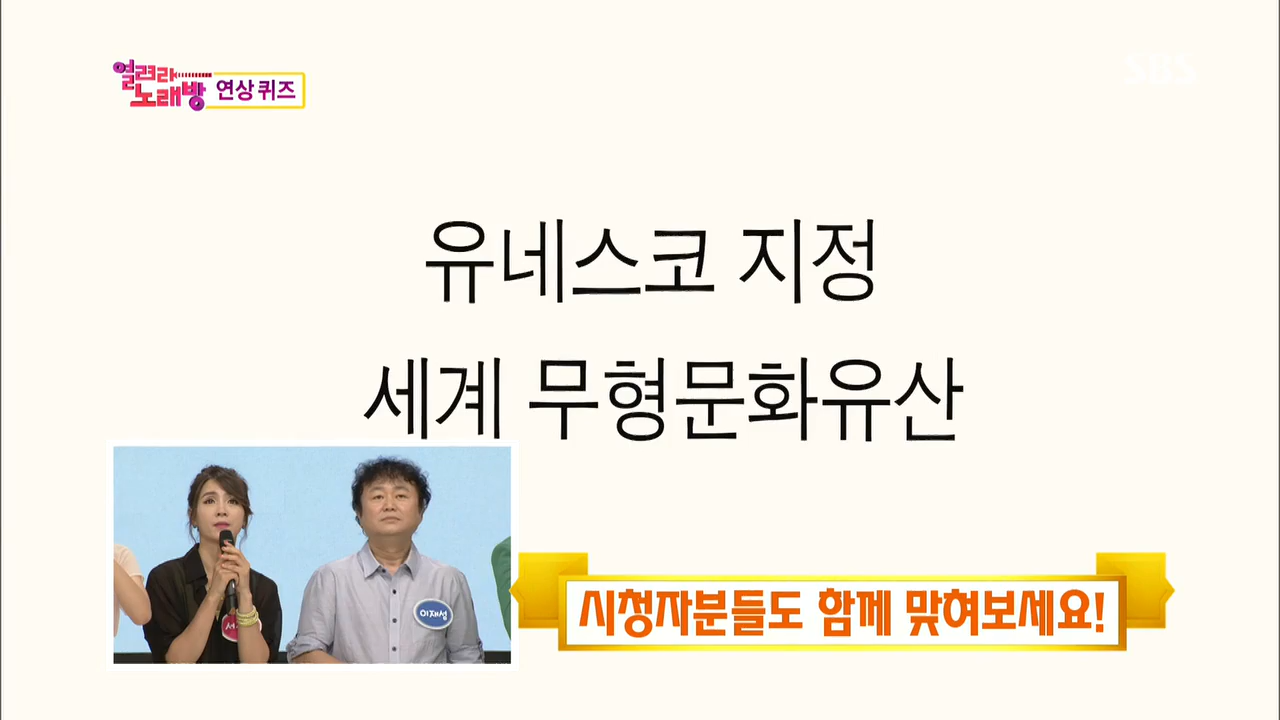 열려라
노래방
연상 퀴즈
SBS
유네스코 지정
세계 무형문화유산
서
이재섭
시청자분들도 함께 맞혀보세요!